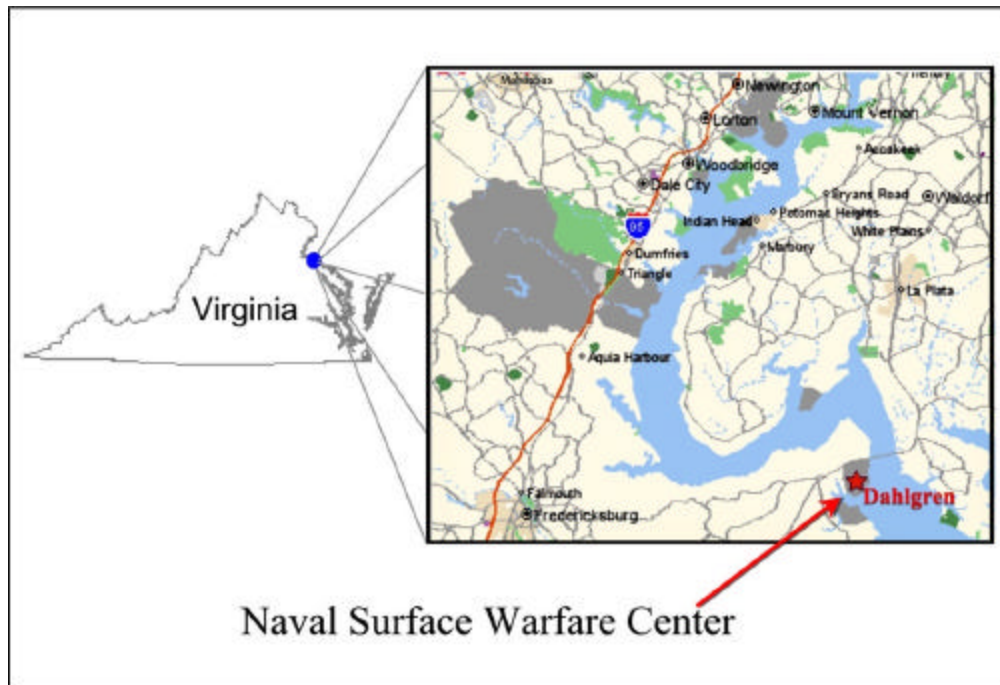 Manassas
Newington
Lorton
Mount Vernon
Accokeek
Woodbridge
Dale City
Bryans Road
Waldorf
Indian Head
Potomac Heights
95
White Plains
Marbury
Dumfries
Triangle
La Plata
Virginia
Aquia Harbour
Falmouth
Dahlgren
Fredericksburg
Naval Surface Warfare Center